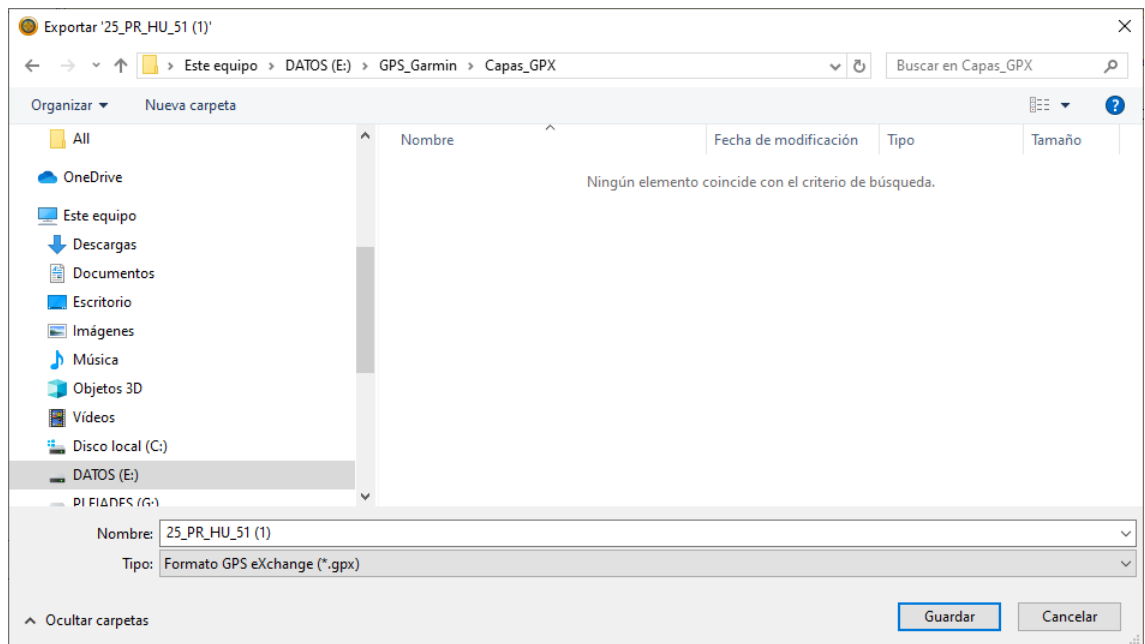 Exportar '25_PR_HU_51 (1)'
Este equipo > DATOS (E:) > GPS_Garmin > Capas_GPX
Buscar en Capas_GPX
Organizar
Nueva carpeta
All
OneDrive
Este equipo
Descargas
Documentos
Escritorio
Imágenes
Música
Objetos 3D
Vídeos
Disco local (C:)
DATOS (E:)
PLEIADES (G:)
Nombre
Fecha de modificación
Tipo
Tamaño
Ningún elemento coincide con el criterio de búsqueda.
Nombre: 25_PR_HU_51 (1)
Tipo: Formato GPS eXchange (*.gpx)
Ocultar carpetas
Guardar
Cancelar